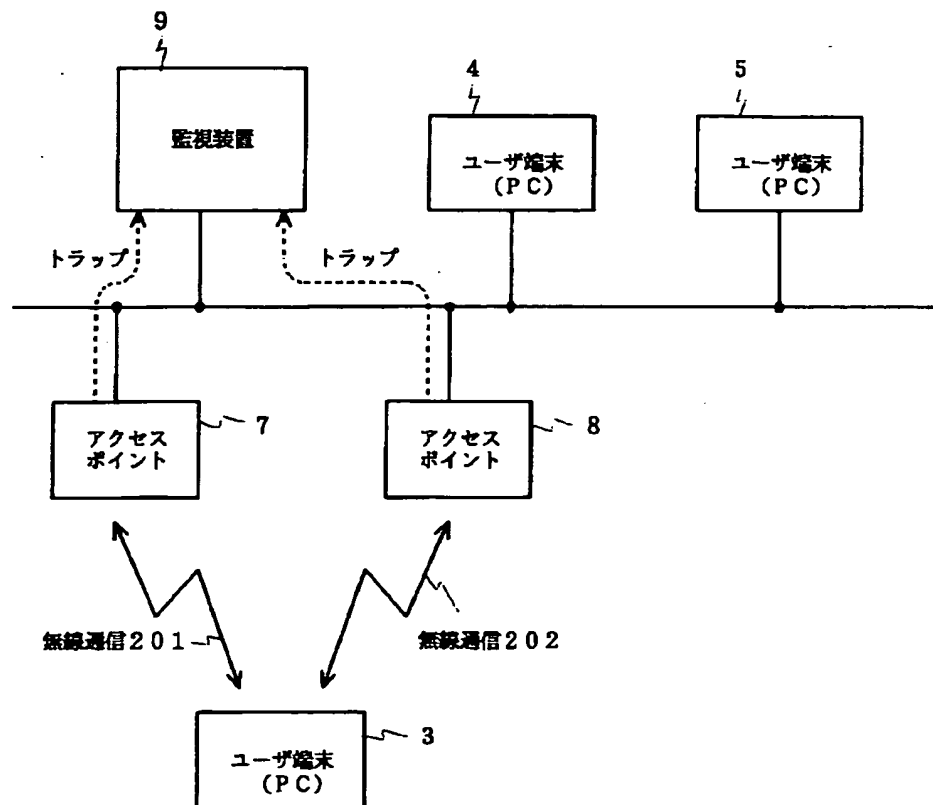 9
4
5
監視装置
ユーザ端末
(PC)
ユーザ端末
(PC)
トラップ
トラップ
アクセス
ポイント
7
アクセス
ポイント
8
無線通信201
無線通信202
3
ユーザ端末
(PC)